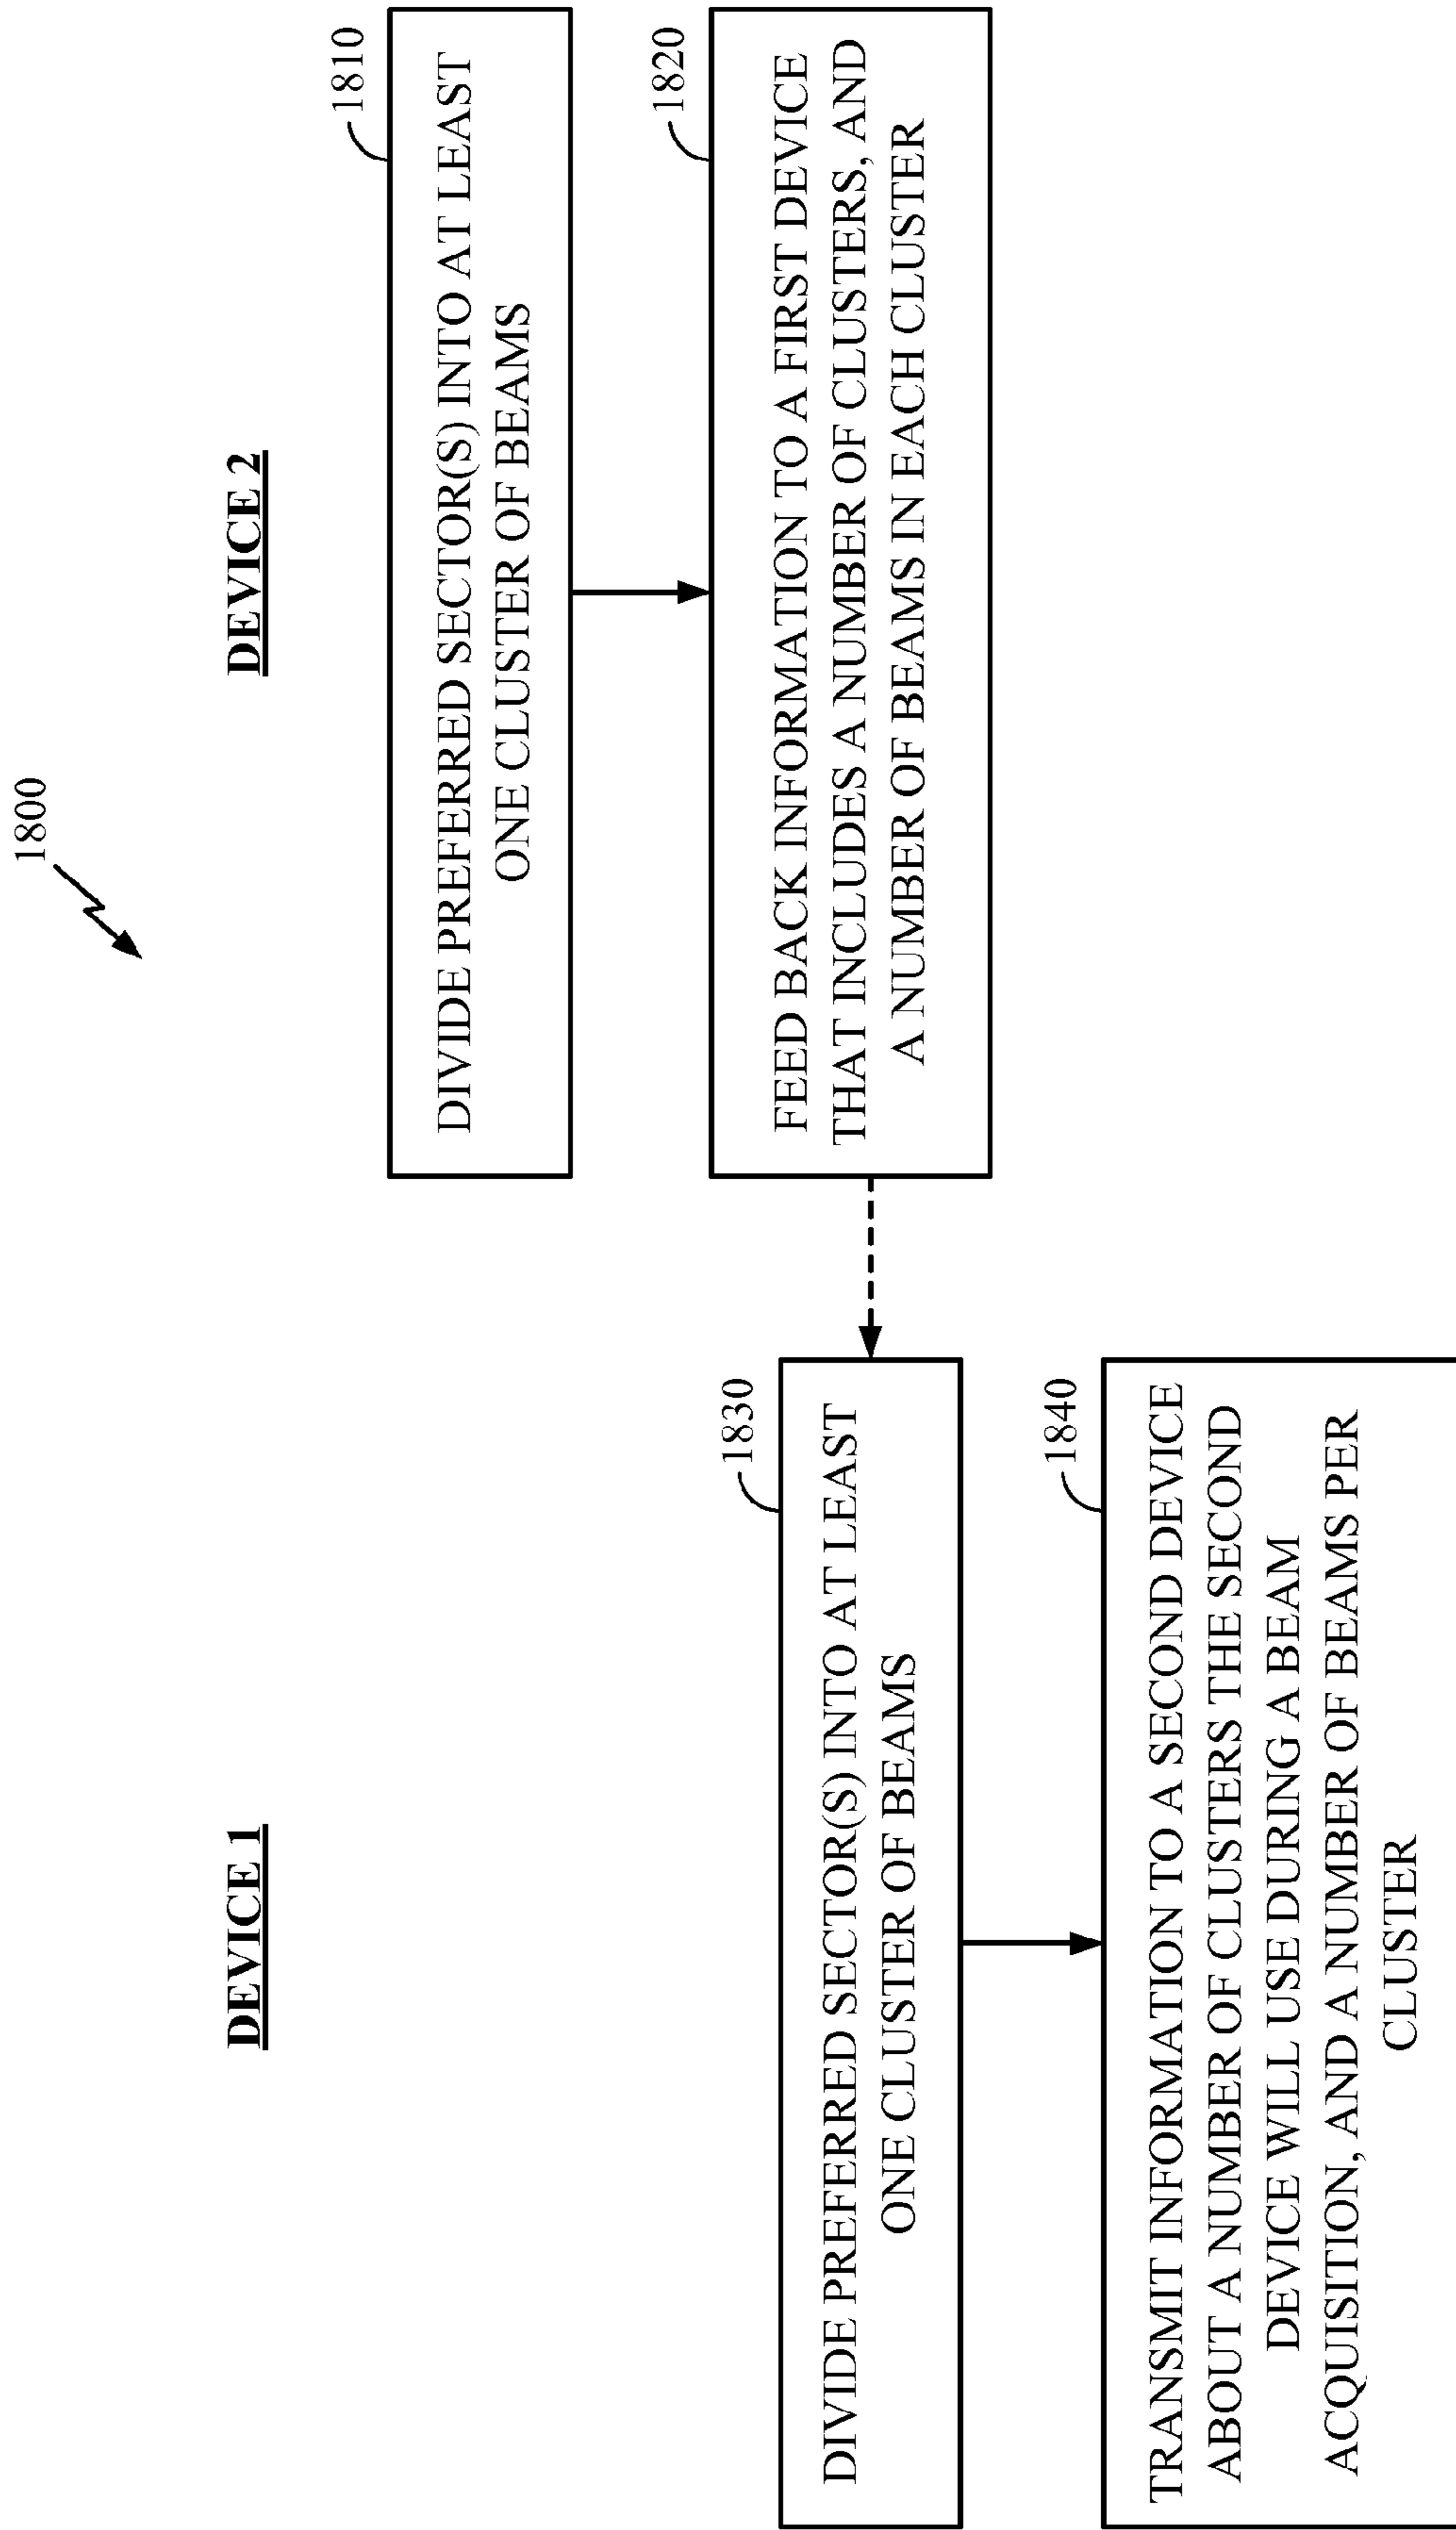 1800
DEVICE 1
DEVICE 2
1810
DIVIDE PREFERRED SECTOR(S) INTO AT LEAST
ONE CLUSTER OF BEAMS
1820
FEED BACK INFORMATION TO A FIRST DEVICE
THAT INCLUDES A NUMBER OF CLUSTERS, AND
A NUMBER OF BEAMS IN EACH CLUSTER
1830
DIVIDE PREFERRED SECTOR(S) INTO AT LEAST
ONE CLUSTER OF BEAMS
1840
TRANSMIT INFORMATION TO A SECOND DEVICE
ABOUT A NUMBER OF CLUSTERS THE SECOND
DEVICE WILL USE DURING A BEAM
ACQUISITION, AND A NUMBER OF BEAMS PER
CLUSTER